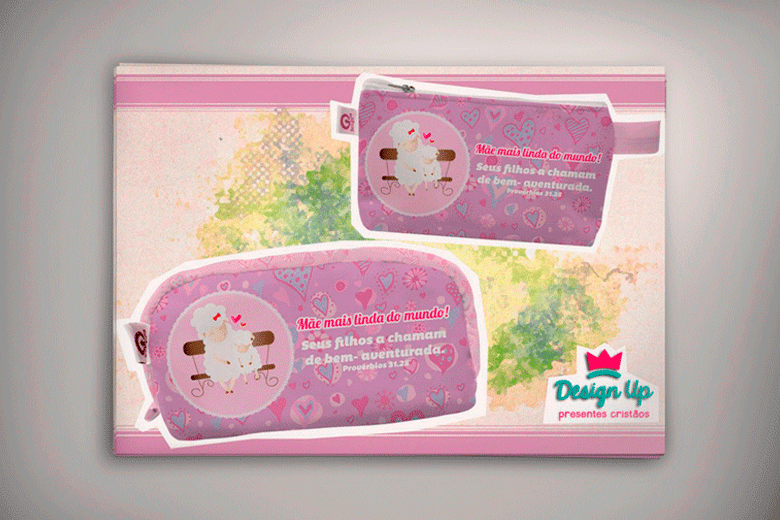 Mãe mais linda do mundo!
Seus filhos a chamam
de bem- aventurada.
Provérbios 31.28
Mãe mais linda do mundo!
Seus filhos a chamam
de bem- aventurada.
Provérbios 31.28
Design Up
presentes cristãos